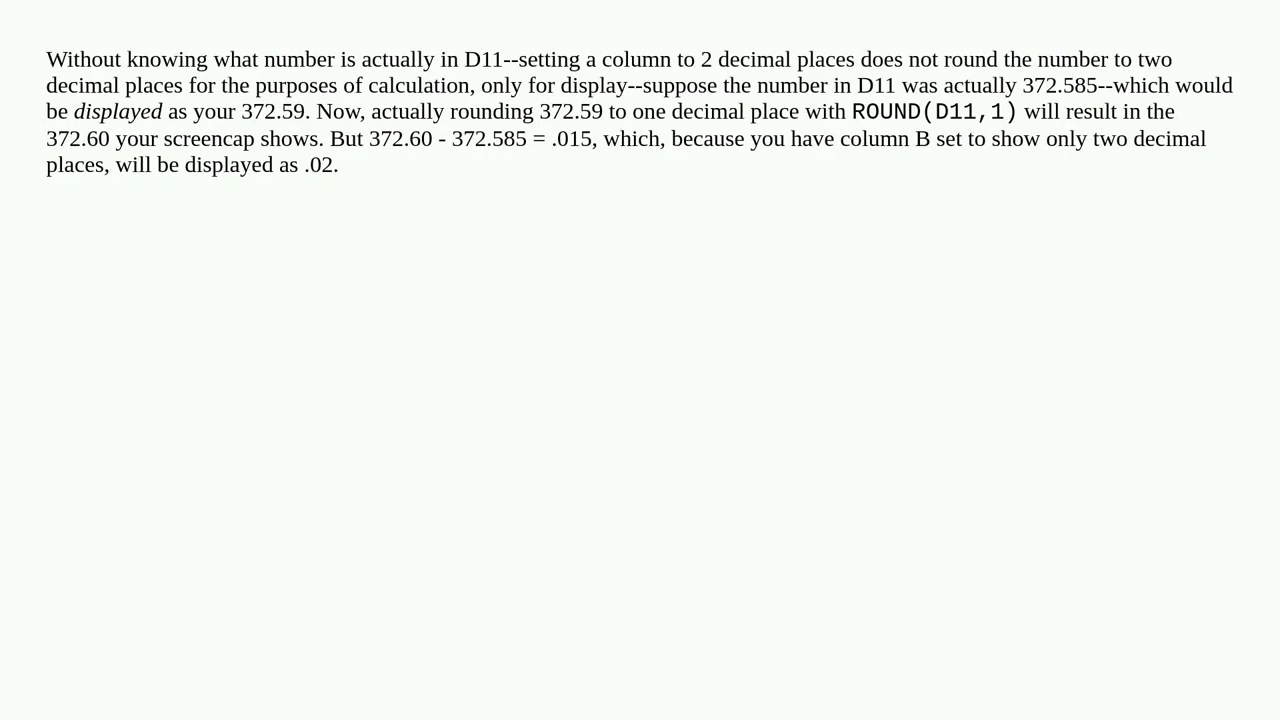 Without knowing what number is actually in D11--setting a column to 2 decimal places does not round the number to two
decimal places for the purposes of calculation, only for display--suppose the number in D11 was actually 372.585--which would
be displayed as your 372.59. Now, actually rounding 372.59 to one decimal place with ROUND(D11,1) will result in the
372.60 your screencap shows. But 372.60 - 372.585 = .015, which, because you have column B set to show only two decimal
places, will be displayed as .02.